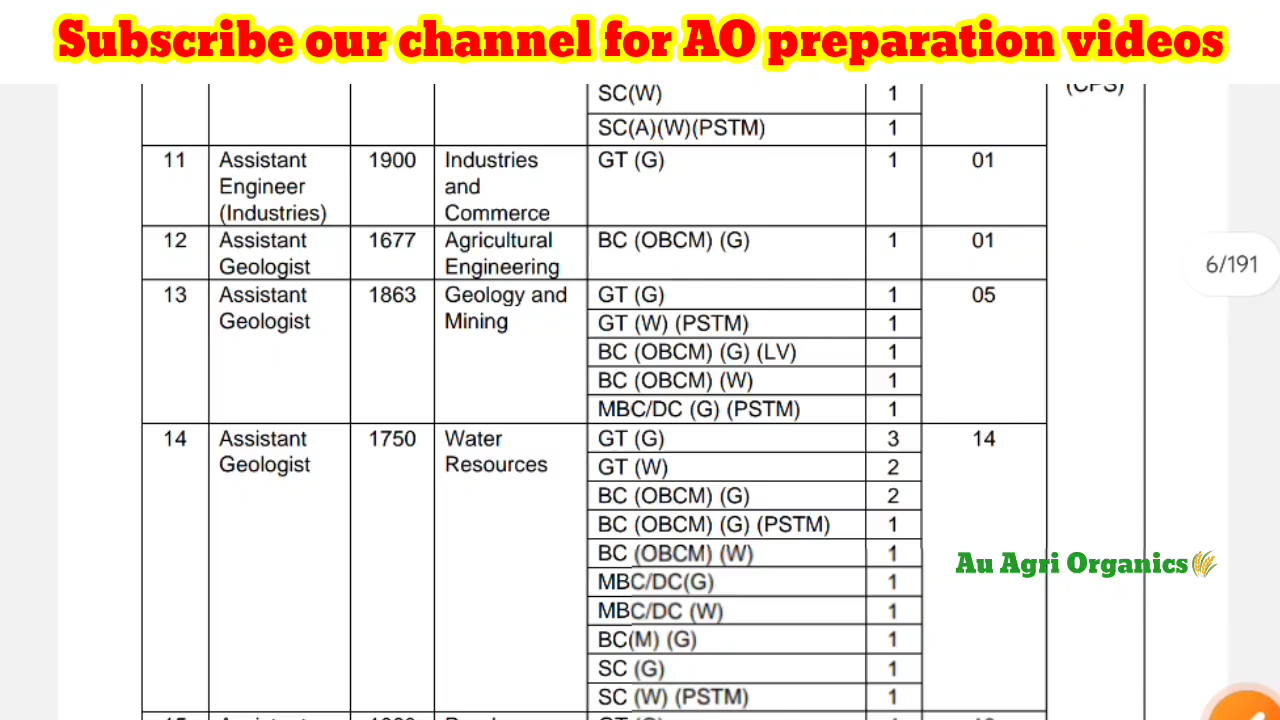 Subscribe our channel for AO preparation videos
SC(W) 1
(CPS)
SC(A)(W)(PSTM) 1
11 Assistant 1900 Industries GT (G) 1 01
Engineer and
(Industries) Commerce
12 Assistant 1677 Agricultural BC (OBCM) (G) 1 01
Geologist Engineering
6/191
13 Assistant 1863 Geology and GT (G) 1 05
Geologist Mining GT (W) (PSTM) 1
BC (OBCM) (G) (LV) 1
BC (OBCM) (W) 1
MBC/DC (G) (PSTM) 1
14 Assistant 1750 Water GT (G) 3 14
Geologist Resources GT (W) 2
BC (OBCM) (G) 2
BC (OBCM) (G) (PSTM) 1
BC (OBCM) (W) 1
Au Agri Organics
MBC/DC(G) 1
MBC/DC (W) 1
BC(M) (G) 1
SC (G) 1
SC (W) (PSTM) 1